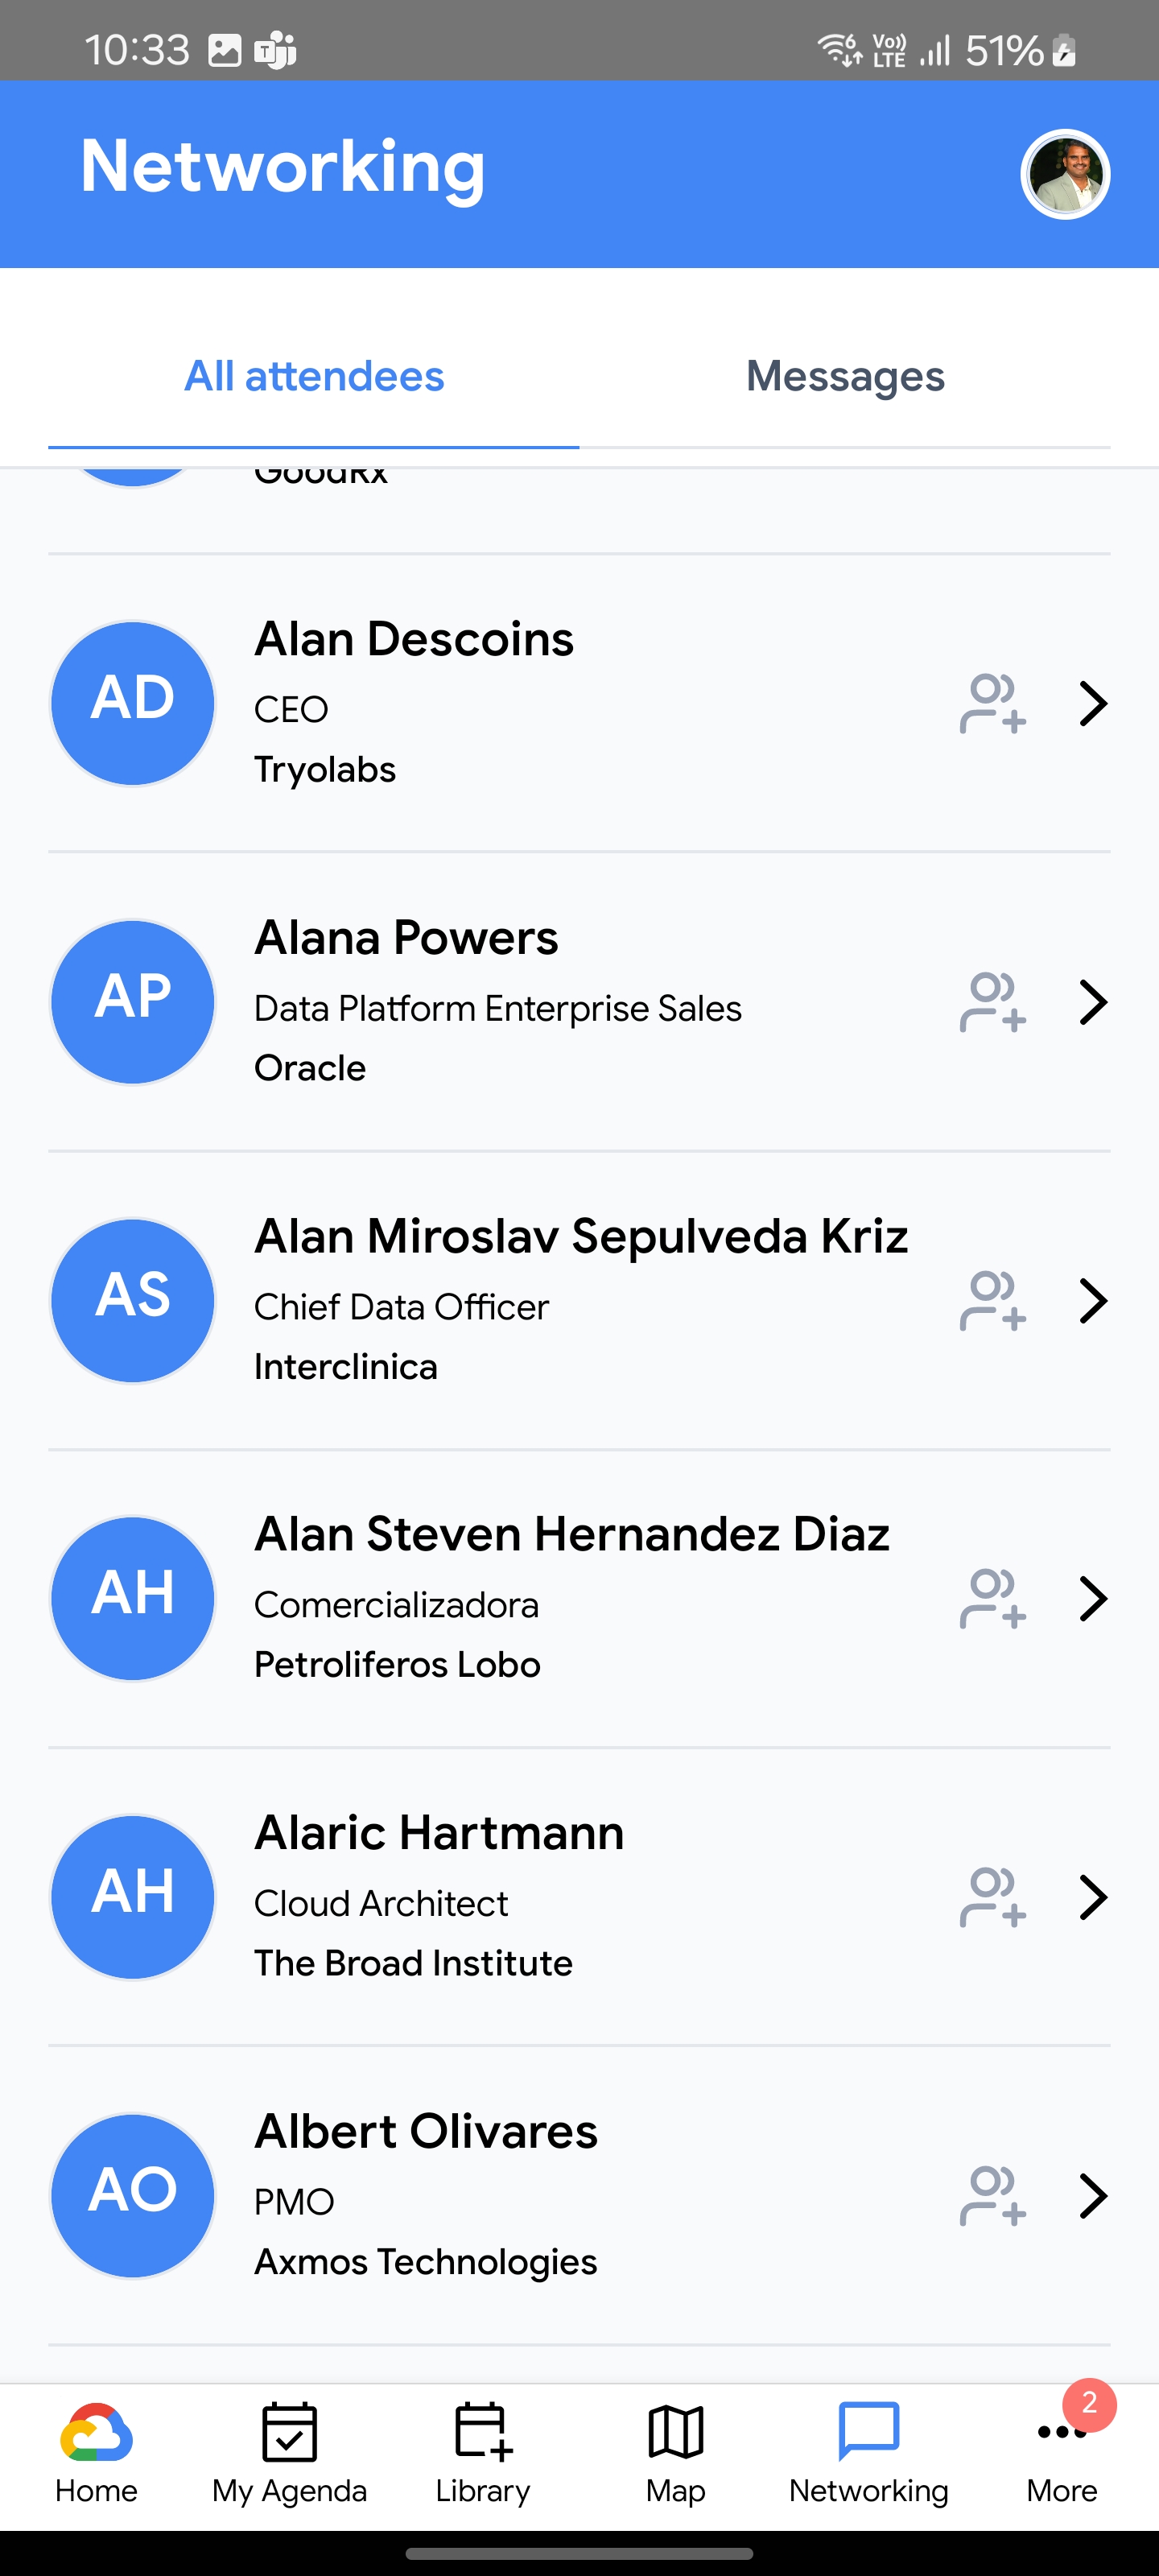 10:33
Vo))
LTE
51%
Networking
All attendees
Messages
GoodRx
AD
Alan Descoins
CEO
Tryolabs
AP
Alana Powers
Data Platform Enterprise Sales
Oracle
AS
Alan Miroslav Sepulveda Kriz
Chief Data Officer
Interclinica
AH
Alan Steven Hernandez Diaz
Comercializadora
Petroliferos Lobo
AH
Alaric Hartmann
Cloud Architect
The Broad Institute
AO
Albert Olivares
PMO
Axmos Technologies
2
Home
My Agenda
Library
Map
Networking
More